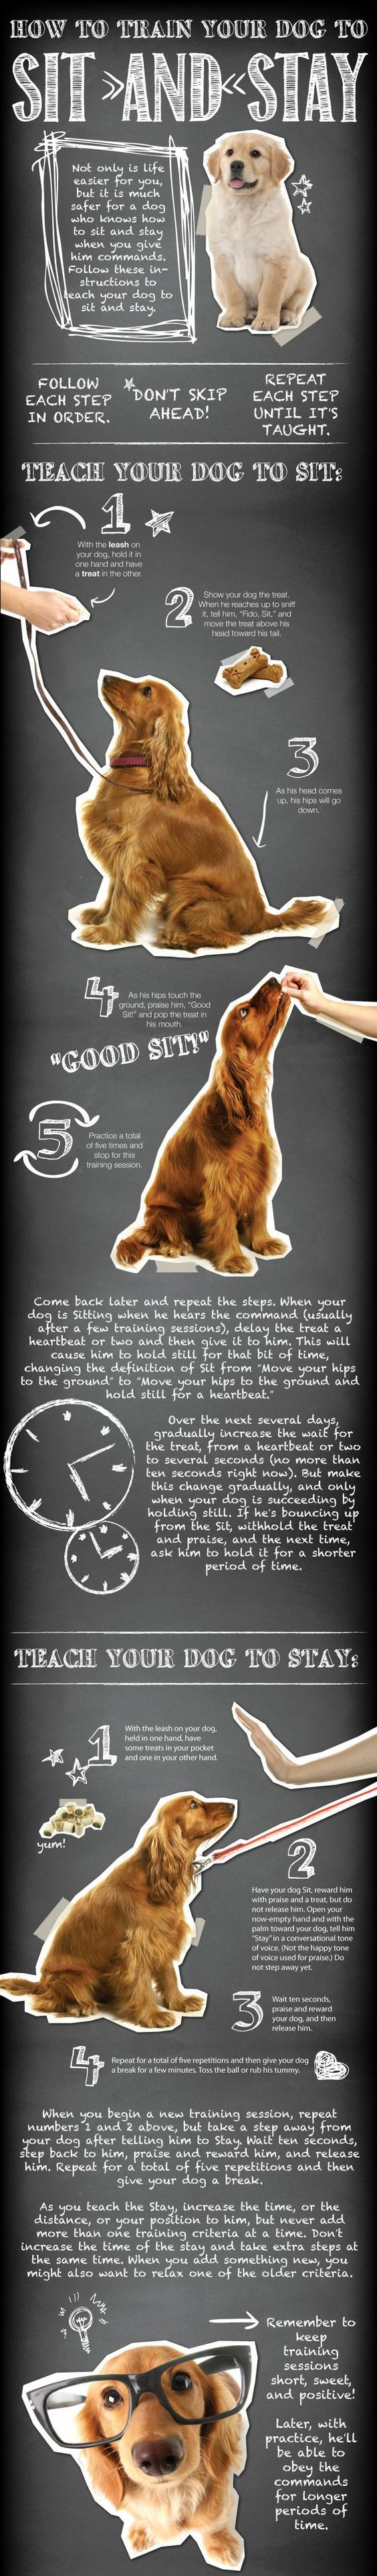 HOW TO TRAIN YOUR DOG TO
SIT »AND« STAY
Not only is life
easier for you,
but it is much
safer for a dog
who knows how
to sit and stay
when you give
him commands.
Follow these in-
structions to
teach your dog to
sit and stay.
FOLLOW
EACH STEP
IN ORDER.
DON'T SKIP
AHEAD!
REPEAT
EACH STEP
UNTIL IT'S
TAUGHT.
TEACH YOUR DOG TO SIT:
1
With the leash on
your dog, hold it in
one hand and have
a treat in the other.
2
Show your dog the treat.
When he reaches up to sniff
it, tell him, "Fido, Sit," and
move the treat above his
head toward his tail.
3
As his head comes
up, his hips will go
down.
4
As his hips touch the
ground, praise him, "Good
Sit!" and pop the treat in
his mouth.
"GOOD SIT!"
5
Practice a total
of five times and
stop for this
training session.
Come back later and repeat the steps. When your
dog is Sitting when he hears the command (usually
after a few training sessions), delay the treat a
heartbeat or two and then give it to him. This will
cause him to hold still for that bit of time,
changing the definition of Sit from "Move your hips
to the ground" to "Move your hips to the ground and
hold still for a heartbeat."
Over the next several days,
gradually increase the wait for
the treat, from a heartbeat or two
to several seconds (no more than
ten seconds right now). But make
this change gradually, and only
when your dog is succeeding by
holding still. If he's bouncing up
from the Sit, withhold the treat
and praise, and the next time,
ask him to hold it for a shorter
period of time.
TEACH YOUR DOG TO STAY:
1
With the leash on your dog,
held in one hand, have
some treats in your pocket
and one in your other hand.
yum!
2
Have your dog Sit, reward him
with praise and a treat, but do
not release him. Open your
now-empty hand and with the
palm toward your dog, tell him
"Stay" in a conversational tone
of voice. (Not the happy tone
of voice used for praise.) Do
not step away yet.
3
Wait ten seconds,
praise and reward
your dog, and then
release him.
4
Repeat for a total of five repetitions and then give your dog
a break for a few minutes. Toss the ball or rub his tummy.
When you begin a new training session, repeat
numbers 1 and 2 above, but take a step away from
your dog after telling him to Stay. Wait ten seconds,
step back to him, praise and reward him, and release
him. Repeat for a total of five repetitions and then
give your dog a break.
As you teach the Stay, increase the time, or the
distance, or your position to him, but never add
more than one training criteria at a time. Don't
increase the time of the stay and take extra steps at
the same time. When you add something new, you
might also want to relax one of the older criteria.
Remember to
keep
training
sessions
short, sweet,
and positive!
Later, with
practice, he'll
be able to
obey the
commands
for longer
periods of
time.